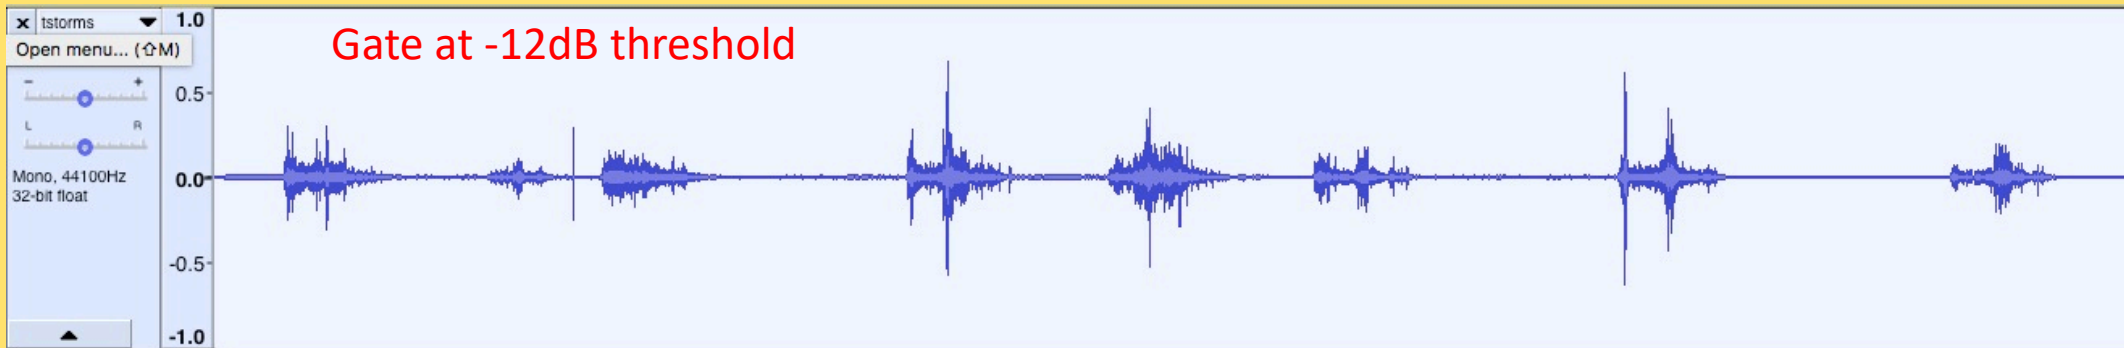 x tstorms ▼
Open menu... (⇧M)
- +
L R
Mono, 44100Hz
32-bit float
1.0
0.5
0.0
-0.5
-1.0
Gate at -12dB threshold